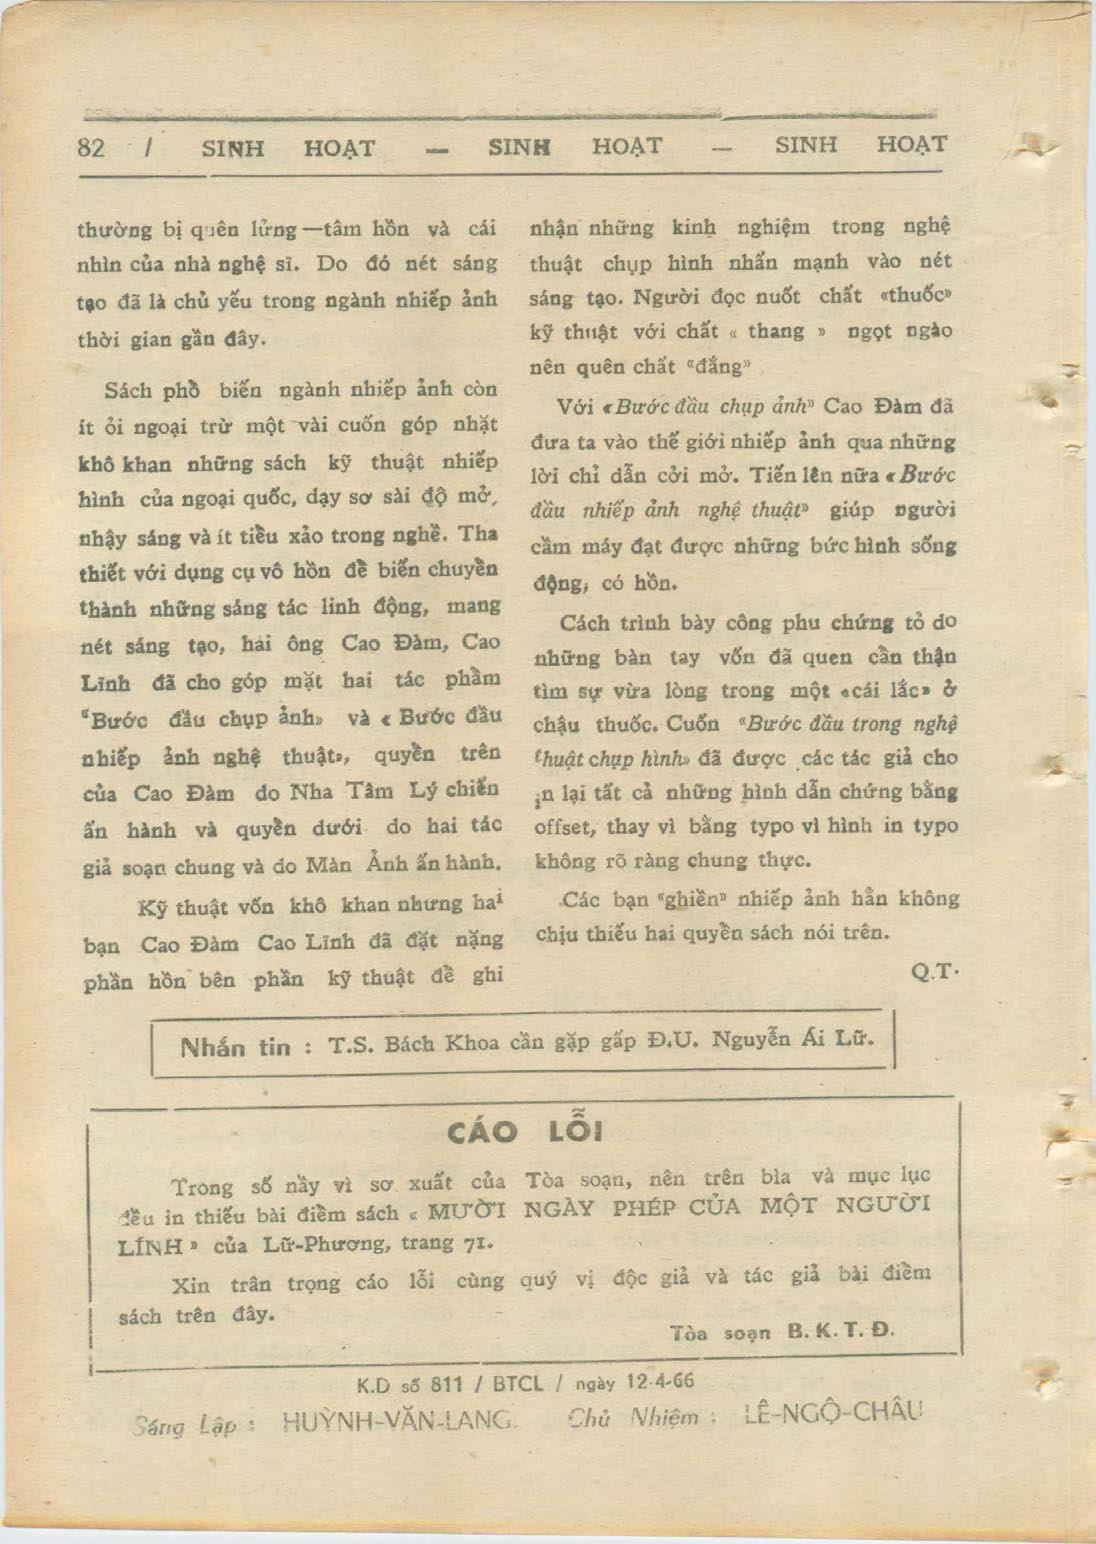 82 / SINH HOẠT — SINH HOẠT — SINH HOẠT
thường bị quên lửng —tâm hồn và cái
nhìn của nhà nghệ sĩ. Do đó nét sáng
tạo đã là chủ yếu trong ngành nhiếp ảnh
thời gian gần đây.
Sách phổ biến ngành nhiếp ảnh còn
ít ỏi ngoại trừ một vài cuốn góp nhặt
khô khan những sách kỹ thuật nhiếp
hình của ngoại quốc, dạy sơ sài độ mở,
nhậy sáng và ít tiểu xảo trong nghề. Tha
thiết với dụng cụ vô hồn để biến chuyển
thành những sáng tác linh động, mang
nét sáng tạo, hai ông Cao Đàm, Cao
Lĩnh đã cho góp mặt hai tác phẩm
"Bước đầu chụp ảnh» và « Bước đầu
nhiếp ảnh nghệ thuật», quyển trên
của Cao Đàm do Nha Tâm Lý chiến
ấn hành và quyển dưới do hai tác
giả soạn chung và do Màn Ảnh ấn hành.
Kỹ thuật vốn khô khan nhưng hai
bạn Cao Đàm Cao Lĩnh đã đặt nặng
phần hồn bên phần kỹ thuật để ghi
nhận những kinh nghiệm trong nghệ
thuật chụp hình nhấn mạnh vào nét
sáng tạo. Người đọc nuốt chất «thuốc»
kỹ thuật với chất « thang » ngọt ngào
nên quên chất "đắng»
Với «Bước đầu chụp ảnh» Cao Đàm đã
đưa ta vào thế giới nhiếp ảnh qua những
lời chỉ dẫn cởi mở. Tiến lên nữa «Bước
đầu nhiếp ảnh nghệ thuật» giúp người
cầm máy đạt được những bức hình sống
động, có hồn.
Cách trình bày công phu chứng tỏ do
những bàn tay vốn đã quen cẩn thận
tìm sự vừa lòng trong một «cái lắc» ở
chậu thuốc. Cuốn "Bước đầu trong nghệ
thuật chụp hình» đã được các tác giả cho
in lại tất cả những hình dẫn chứng bằng
offset, thay vì bằng typo vì hình in typo
không rõ ràng chung thực.
Các bạn "ghiền" nhiếp ảnh hẳn không
chịu thiếu hai quyển sách nói trên.
Q.T.
Nhắn tin : T.S. Bách Khoa cần gặp gấp Đ.U. Nguyễn Ái Lữ.
CÁO LỖI
Trong số nầy vì sơ xuất của Tòa soạn, nên trên bìa và mục lục
đều in thiếu bài điểm sách « MƯỜI NGÀY PHÉP CỦA MỘT NGƯỜI
LÍNH » của Lữ-Phương, trang 71.
Xin trân trọng cáo lỗi cùng quý vị độc giả và tác giả bài điểm
sách trên đây.
Tòa soạn B. K. T. Đ.
K.D số 811 / BTCL / ngày 12-4-66
Sáng Lập : HUỲNH-VĂN-LANG. Chủ Nhiệm : LÊ-NGỘ-CHÂU